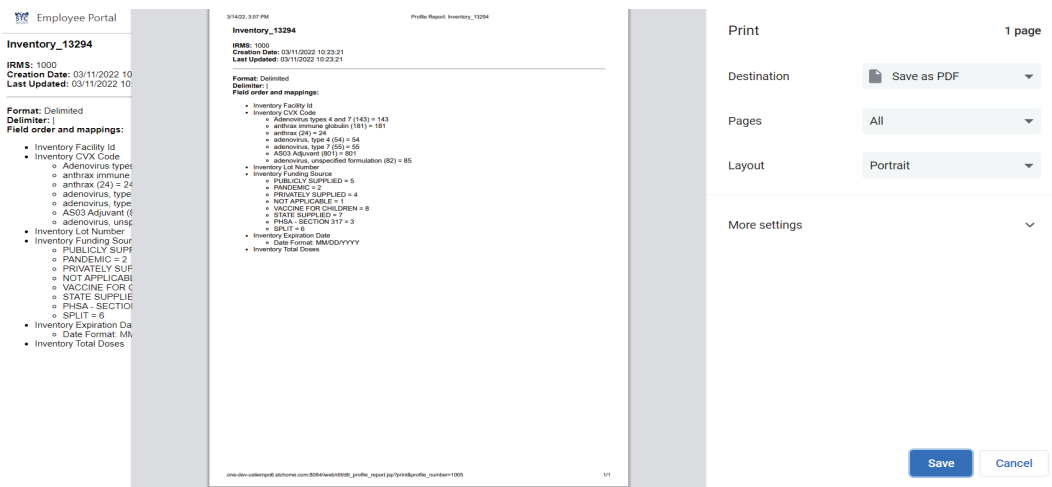 STC Employee Portal
Inventory_13294
IRMS: 1000
Creation Date: 03/11/2022 10
Last Updated: 03/11/2022 10:
Format: Delimited
Delimiter: |
Field order and mappings:
Inventory Facility Id
Inventory CVX Code
Adenovirus types
anthrax immune
anthrax (24) = 24
adenovirus, type
adenovirus, type
AS03 Adjuvant (8
adenovirus, unsp
Inventory Lot Number
Inventory Funding Sour
PUBLICLY SUPP
PANDEMIC = 2
PRIVATELY SUP
NOT APPLICABL
VACCINE FOR C
STATE SUPPLIE
PHSA - SECTIO
SPLIT = 6
Inventory Expiration Da
Date Format: MM
Inventory Total Doses
3/14/22, 3:07 PM Profile Report: Inventory_13294
Inventory_13294
IRMS: 1000
Creation Date: 03/11/2022 10:23:21
Last Updated: 03/11/2022 10:23:21
Format: Delimited
Delimiter: |
Field order and mappings:
Inventory Facility Id
Inventory CVX Code
Adenovirus types 4 and 7 (143) = 143
anthrax immune globulin (181) = 181
anthrax (24) = 24
adenovirus, type 4 (54) = 54
adenovirus, type 7 (55) = 55
AS03 Adjuvant (801) = 801
adenovirus, unspecified formulation (82) = 85
Inventory Lot Number
Inventory Funding Source
PUBLICLY SUPPLIED = 5
PANDEMIC = 2
PRIVATELY SUPPLIED = 4
NOT APPLICABLE = 1
VACCINE FOR CHILDREN = 8
STATE SUPPLIED = 7
PHSA - SECTION 317 = 3
SPLIT = 6
Inventory Expiration Date
Date Format: MM/DD/YYYY
Inventory Total Doses
1/1
Print 1 page
Destination Save as PDF
Pages All
Layout Portrait
More settings
Save Cancel